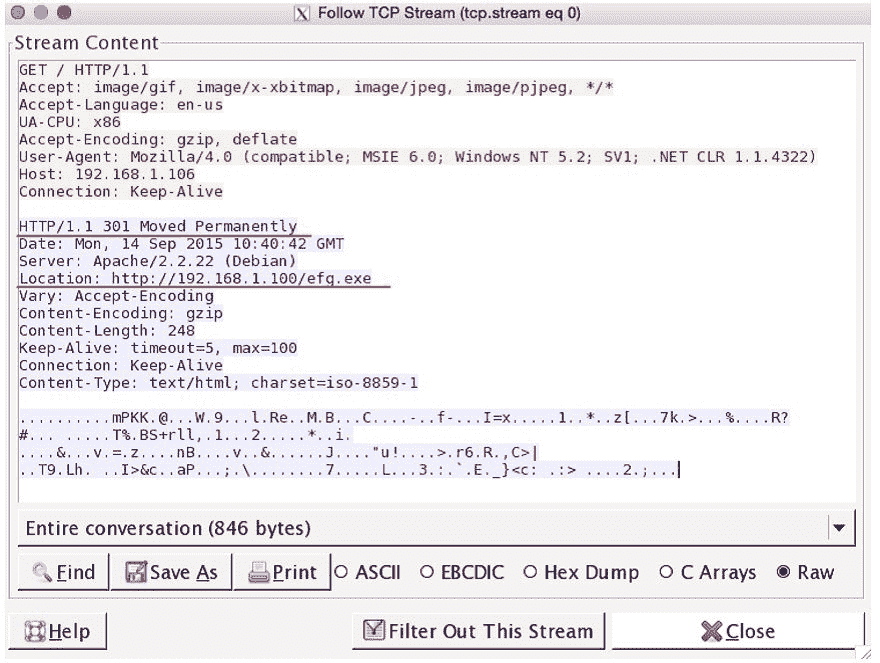 Follow TCP Stream (tcp.stream eq 0)
Stream Content
GET / HTTP/1.1
Accept: image/gif, image/x-xbitmap, image/jpeg, image/pjpeg, */*
Accept-Language: en-us
UA-CPU: x86
Accept-Encoding: gzip, deflate
User-Agent: Mozilla/4.0 (compatible; MSIE 6.0; Windows NT 5.2; SV1; .NET CLR 1.1.4322)
Host: 192.168.1.106
Connection: Keep-Alive
HTTP/1.1 301 Moved Permanently
Date: Mon, 14 Sep 2015 10:40:42 GMT
Server: Apache/2.2.22 (Debian)
Location: http://192.168.1.100/efg.exe
Vary: Accept-Encoding
Content-Encoding: gzip
Content-Length: 248
Keep-Alive: timeout=5, max=100
Connection: Keep-Alive
Content-Type: text/html; charset=iso-8859-1
..........mPKK.@...W.9...l.Re..M.B...C....-..f-...I=x.....1..*..z[...7k.>...%....R?
#... .....T%.BS+rll,.1...2.....*..i.
....&...v.=.z....nB....v..&......J...."u!....>.r6.R.,C>|
..T9.Lh. ..I>&c..aP...;.\........7.....L...3.:.`.E._}<c: .:> ....2.;...
Entire conversation (846 bytes)
Find
Save As
Print
ASCII
EBCDIC
Hex Dump
C Arrays
Raw
Help
Filter Out This Stream
Close